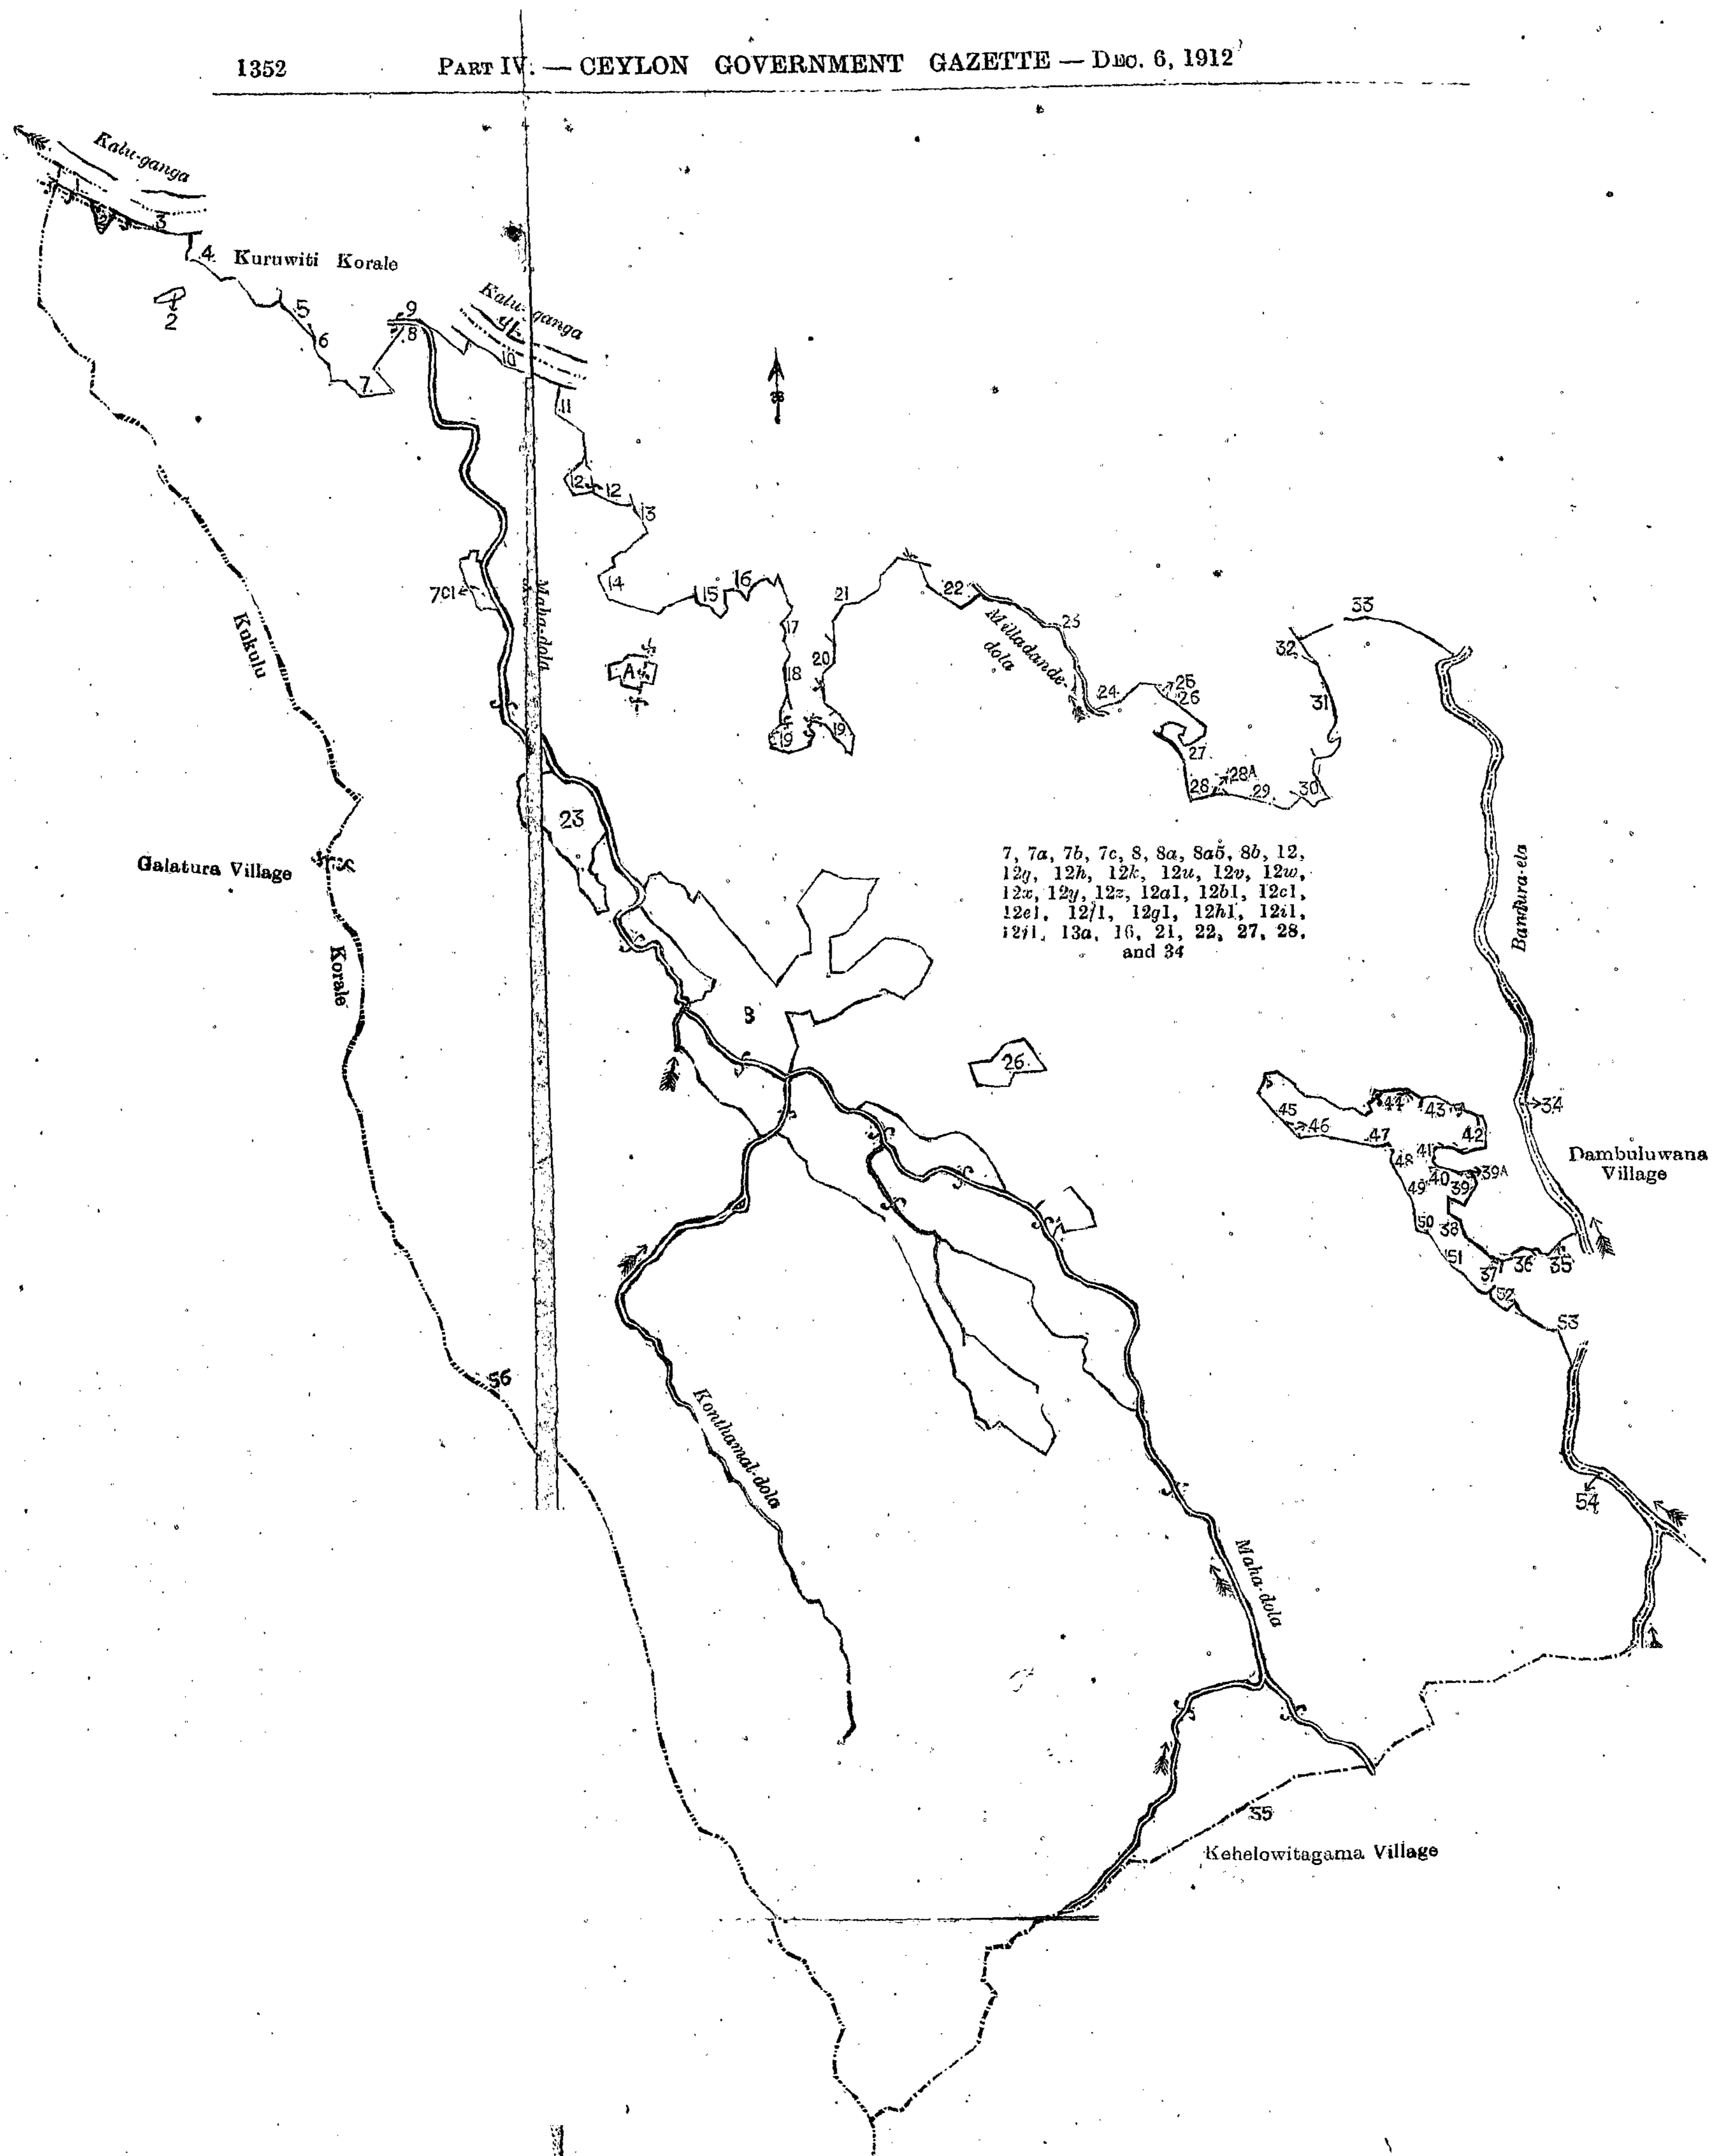 1352
PART IV. — CEYLON GOVERNMENT GAZETTE — DEC. 6, 1912
Kalu-ganga
3
4
Kuruwiti Korale
2
5
6
7
9
8
Kalu-ganga
10
11
12
12
13
14
15
16
17
18
19
19
20
21
22
Milladande-dola
23
24
25
26
27
28
28A
29
30
31
32
33
7C1
Maha-dola
A
Kukulu
Korale
Galatura Village
23
7, 7a, 7b, 7c, 8, 8a, 8a5, 8b, 12,
12g, 12h, 12k, 12u, 12v, 12w,
12x, 12y, 12z, 12a1, 12b1, 12c1,
12e1, 12f1, 12g1, 12h1, 12i1,
12j1, 13a, 16, 21, 22, 27, 28,
and 34
Bandura-ela
B
26
34
Dambuluwana
Village
45
46
47
44
43
42
41
48
40
39A
39
49
50
38
51
37
36
35
52
53
54
56
Konthamal-dola
Maha-dola
55
Kehelowitagama Village